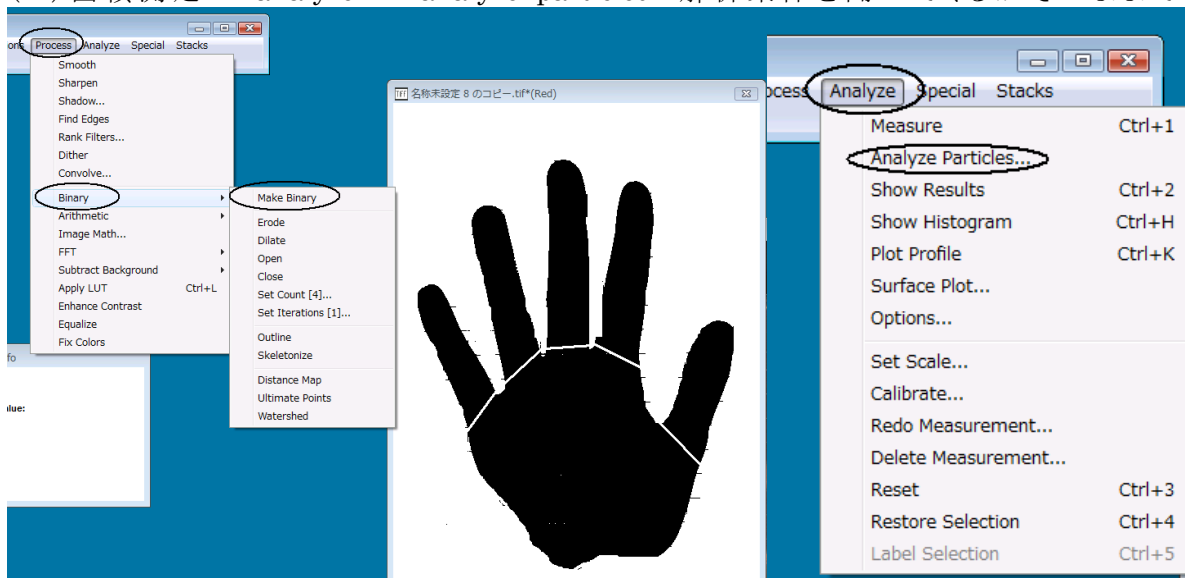 Process Analyze Special Stacks
Smooth
Sharpen
Shadow...
Find Edges
Rank Filters...
Dither
Convolve...
Binary
Arithmetic
Image Math...
FFT
Subtract Background
Apply LUT Ctrl+L
Enhance Contrast
Equalize
Fix Colors
Make Binary
Erode
Dilate
Open
Close
Set Count [4]...
Set Iterations [1]...
Outline
Skeletonize
Distance Map
Ultimate Points
Watershed
名称未設定 8 のコピー.tif*(Red)
Analyze Special Stacks
Measure Ctrl+1
Analyze Particles...
Show Results Ctrl+2
Show Histogram Ctrl+H
Plot Profile Ctrl+K
Surface Plot...
Options...
Set Scale...
Calibrate...
Redo Measurement...
Delete Measurement...
Reset Ctrl+3
Restore Selection Ctrl+4
Label Selection Ctrl+5